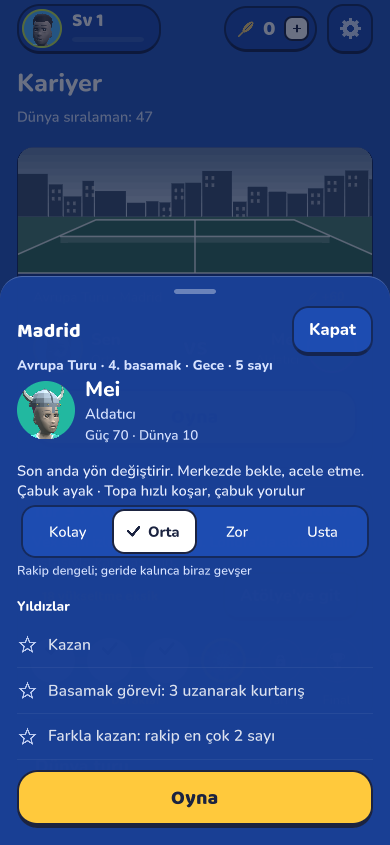 Sv 1
0
+
Kariyer
Dünya sıralaman: 47
Madrid
Kapat
Avrupa Turu · 4. basamak · Gece · 5 sayı
Mei
Aldatıcı
Güç 70 · Dünya 10
Son anda yön değiştirir. Merkezde bekle, acele etme.
Çabuk ayak · Topa hızlı koşar, çabuk yorulur
Kolay
Orta
Zor
Usta
Rakip dengeli; geride kalınca biraz gevşer
Yıldızlar
Kazan
Basamak görevi: 3 uzanarak kurtarış
Farkla kazan: rakip en çok 2 sayı
Oyna